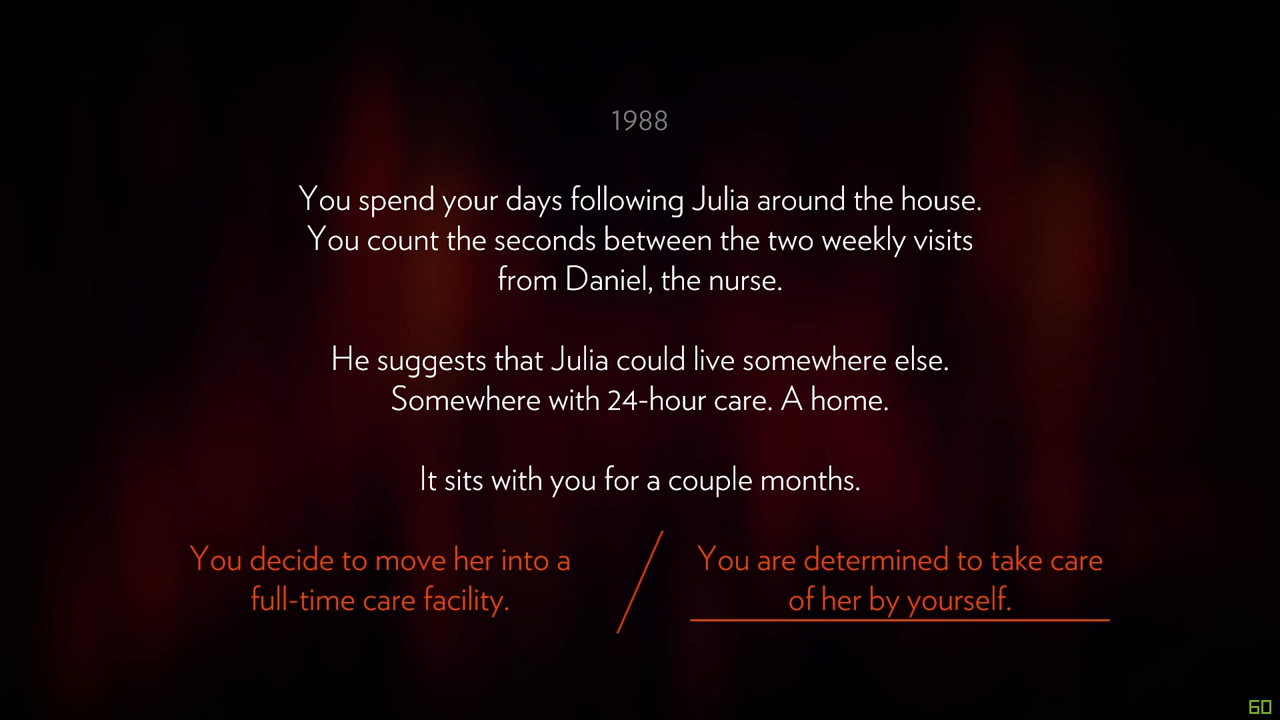 1988
You spend your days following Julia around the house.
You count the seconds between the two weekly visits
from Daniel, the nurse.
He suggests that Julia could live somewhere else.
Somewhere with 24-hour care. A home.
It sits with you for a couple months.
You decide to move her into a
full-time care facility.
You are determined to take care
of her by yourself.
60